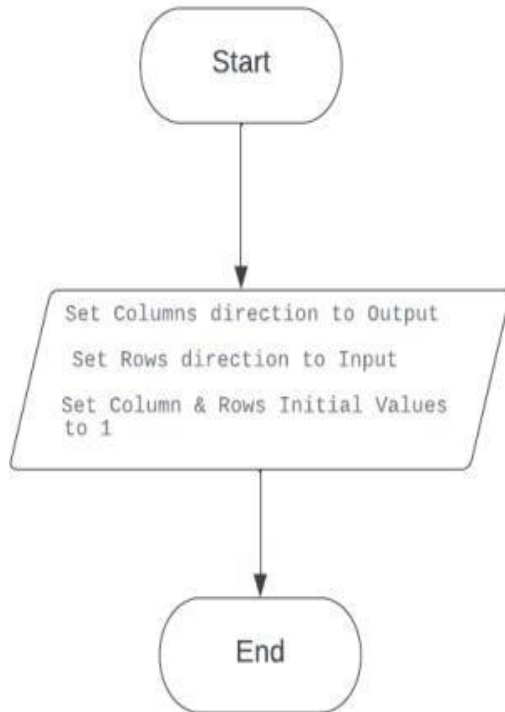 Start
Set Columns direction to Output
Set Rows direction to Input
Set Column & Rows Initial Values
to 1
End